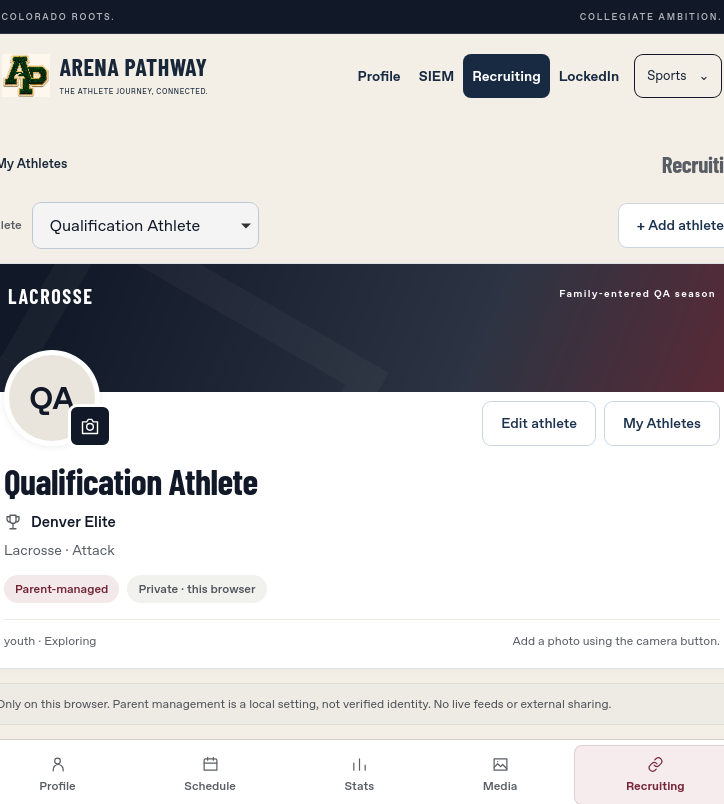 COLORADO ROOTS. COLLEGIATE AMBITION.
AP ARENA PATHWAY
THE ATHLETE JOURNEY, CONNECTED.
Profile SIEM Recruiting LockedIn Sports
My Athletes Recruiti
lete Qualification Athlete + Add athlete
LACROSSE Family-entered QA season
QA
Edit athlete My Athletes
Qualification Athlete
Denver Elite
Lacrosse · Attack
Parent-managed Private · this browser
youth · Exploring Add a photo using the camera button.
Only on this browser. Parent management is a local setting, not verified identity. No live feeds or external sharing.
Profile Schedule Stats Media Recruiting